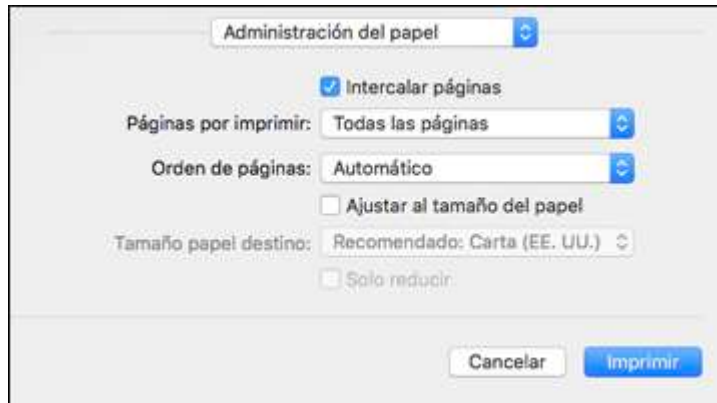 Administración del papel
Intercalar páginas
Páginas por imprimir: Todas las páginas
Orden de páginas: Automático
Ajustar al tamaño del papel
Tamaño papel destino: Recomendado: Carta (EE. UU.)
Solo reducir
Cancelar Imprimir